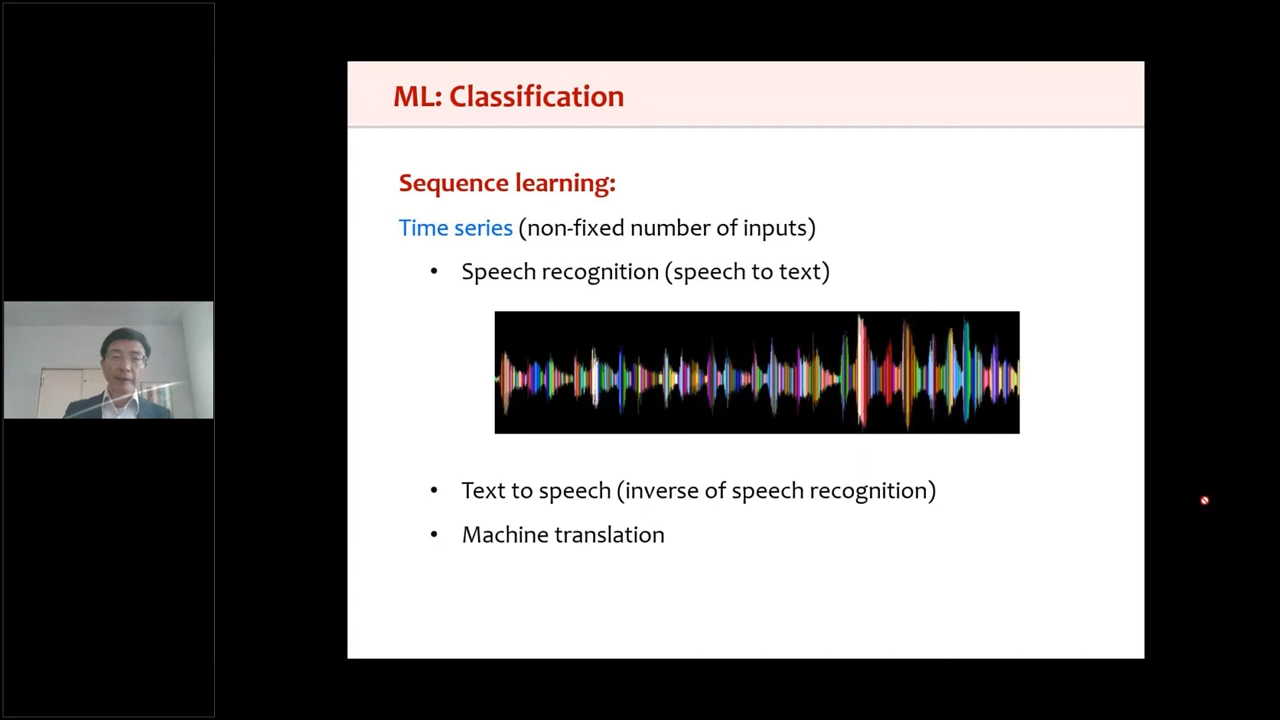 ML: Classification
Sequence learning:
Time series (non-fixed number of inputs)
• Speech recognition (speech to text)
• Text to speech (inverse of speech recognition)
• Machine translation